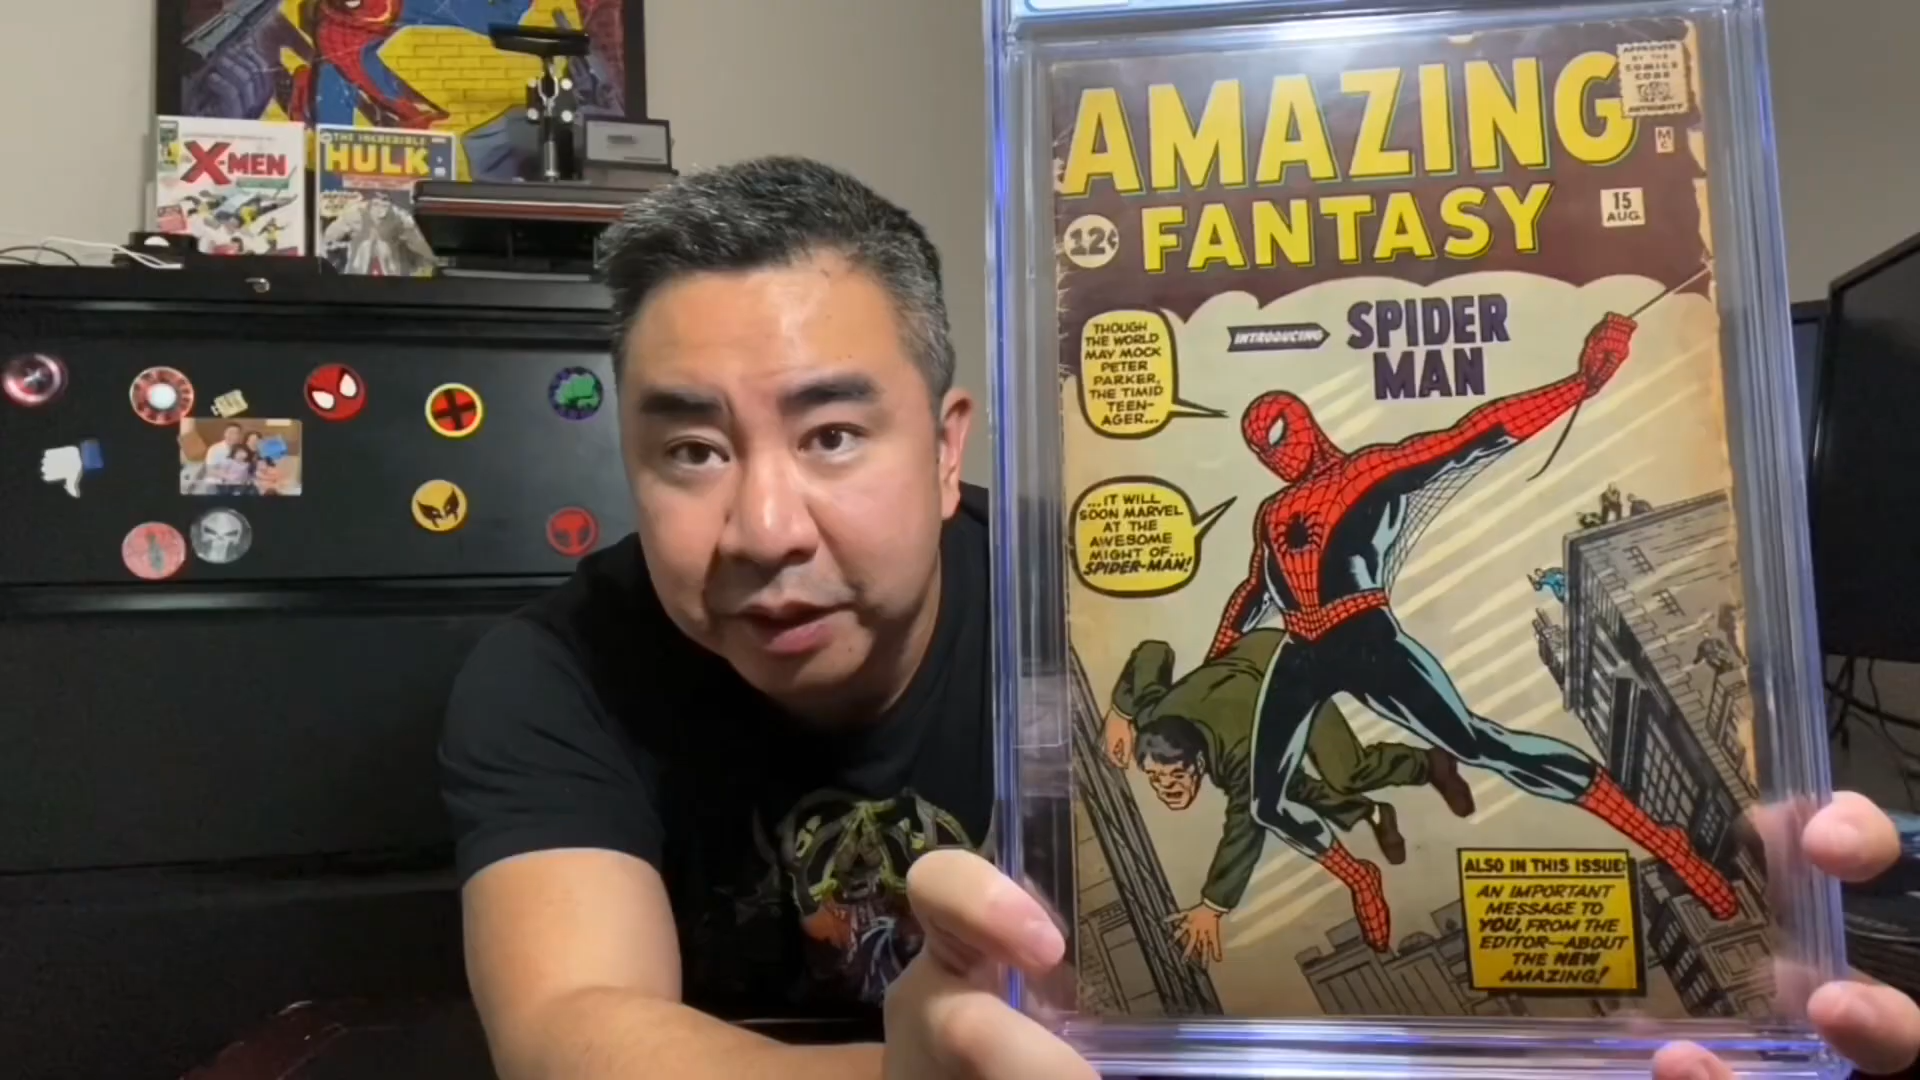 X-MEN
THE INCREDIBLE
HULK
AMAZING
FANTASY
APPROVED
BY THE
COMICS
CODE
AUTHORITY
MC
12¢
15
AUG.
INTRODUCING
SPIDER
MAN
THOUGH
THE WORLD
MAY MOCK
PETER
PARKER,
THE TIMID
TEEN-
AGER...
...IT WILL
SOON MARVEL
AT THE
AWESOME
MIGHT OF...
SPIDER-MAN!
ALSO IN THIS ISSUE:
AN IMPORTANT
MESSAGE TO
YOU, FROM THE
EDITOR--ABOUT
THE NEW
AMAZING!